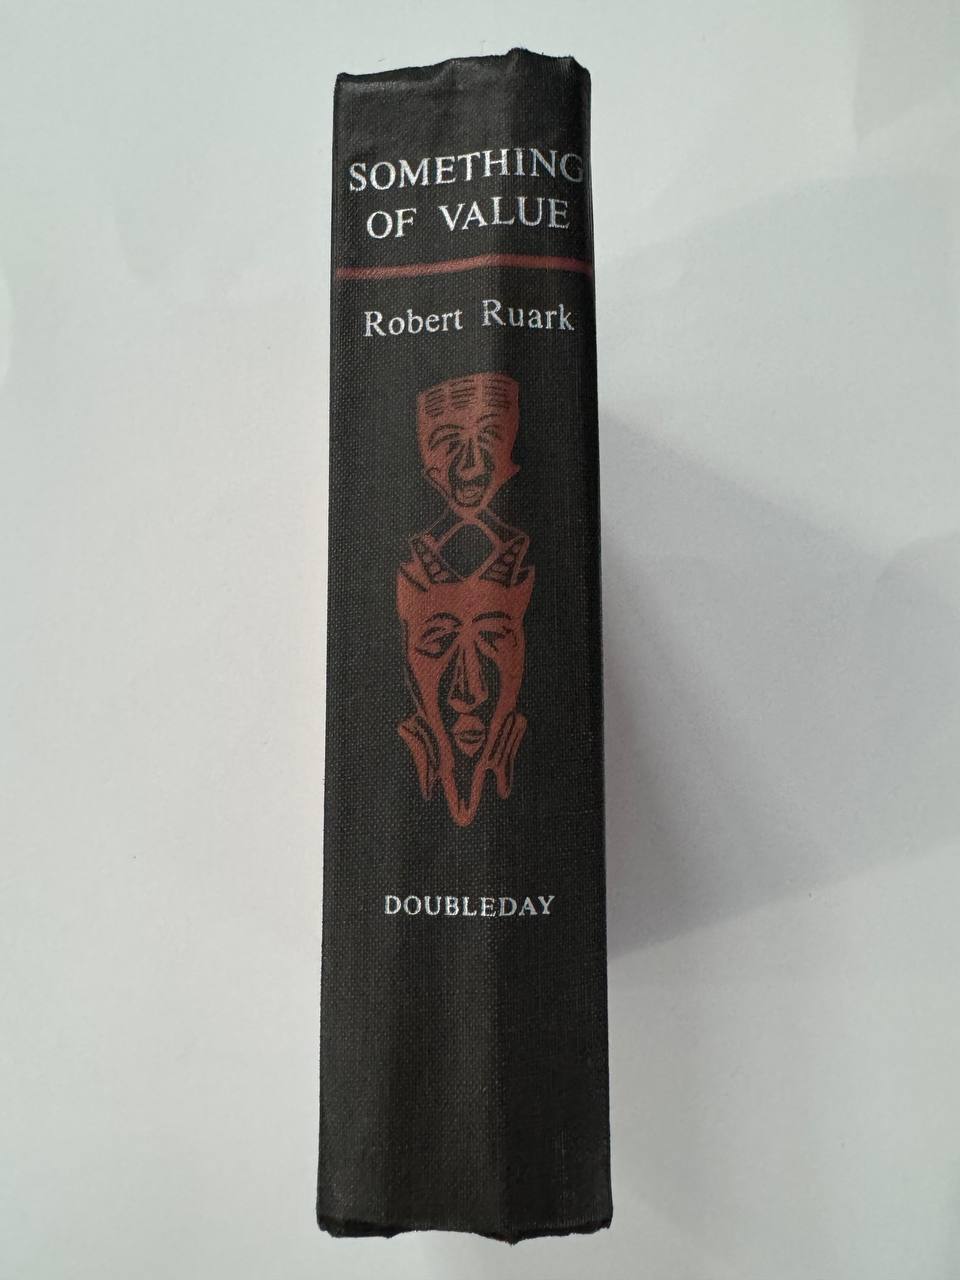 SOMETHING
OF VALUE
Robert Ruark
DOUBLEDAY